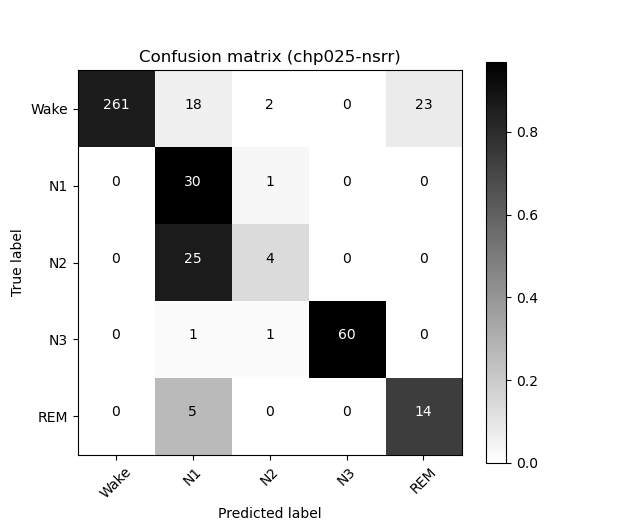 Confusion matrix (chp025-nsrr)
Wake 261 18 2 0 23
N1 0 30 1 0 0
N2 0 25 4 0 0
N3 0 1 1 60 0
REM 0 5 0 0 14
Wake N1 N2 N3 REM
Predicted label
True label
0.8
0.6
0.4
0.2
0.0